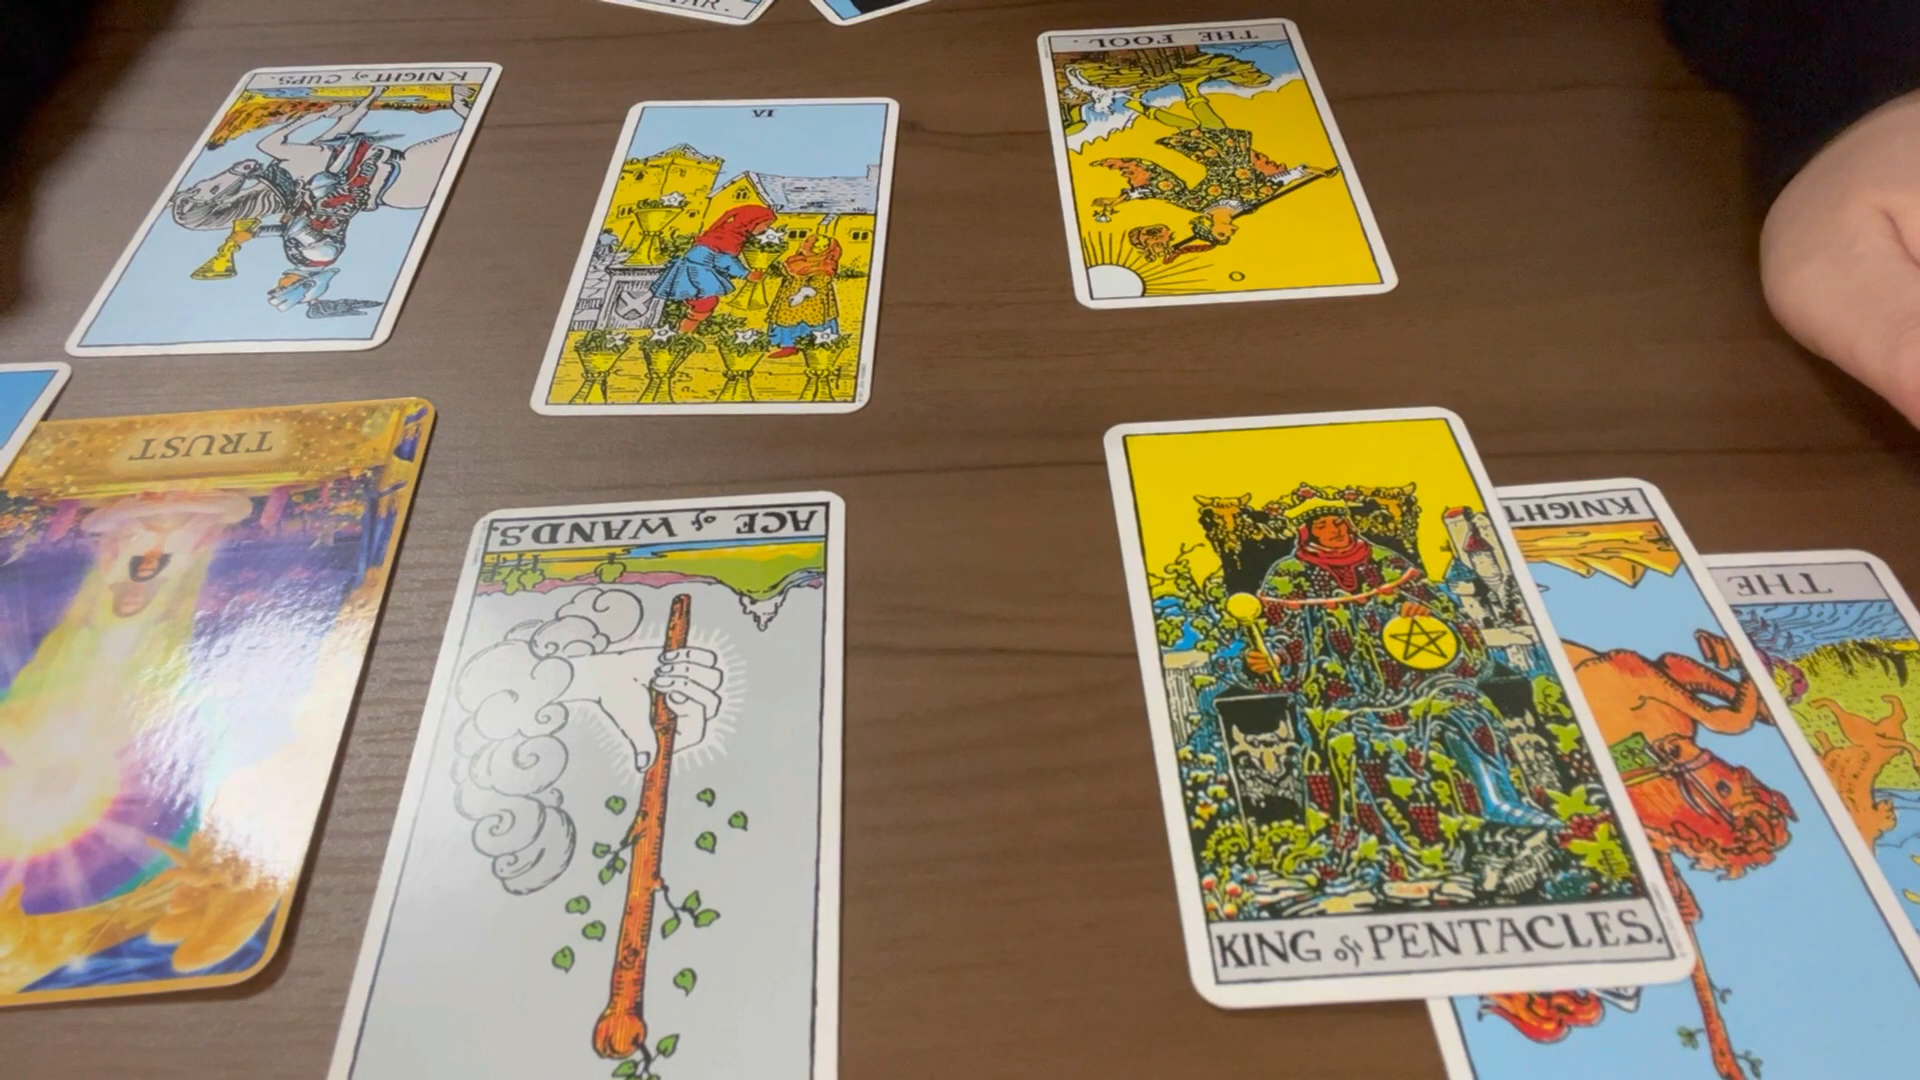 KNIGHT of CUPS.
VI
THE FOOL.
0
TRUST
ACE of WANDS.
KING of PENTACLES.
KNIGHT
THE